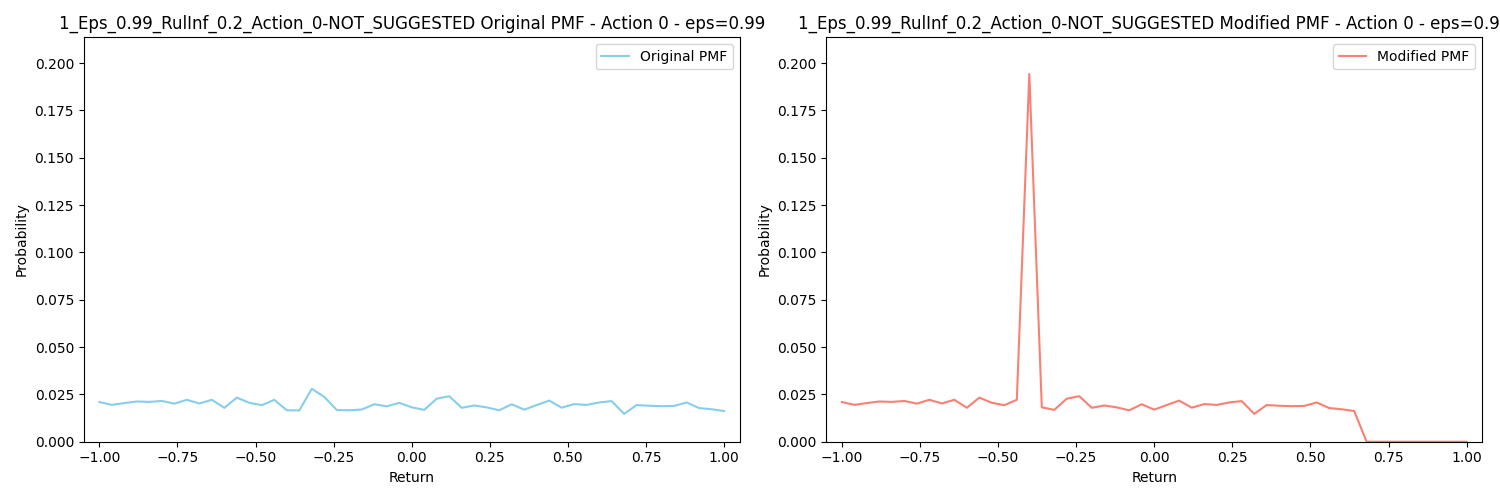 1_Eps_0.99_RulInf_0.2_Action_0-NOT_SUGGESTED Original PMF - Action 0 - eps=0.99
Original PMF
0.200
0.175
0.150
0.125
0.100
0.075
0.050
0.025
0.000
Probability
−1.00 −0.75 −0.50 −0.25 0.00 0.25 0.50 0.75 1.00
Return
1_Eps_0.99_RulInf_0.2_Action_0-NOT_SUGGESTED Modified PMF - Action 0 - eps=0.9
Modified PMF
0.200
0.175
0.150
0.125
0.100
0.075
0.050
0.025
0.000
Probability
−1.00 −0.75 −0.50 −0.25 0.00 0.25 0.50 0.75 1.00
Return